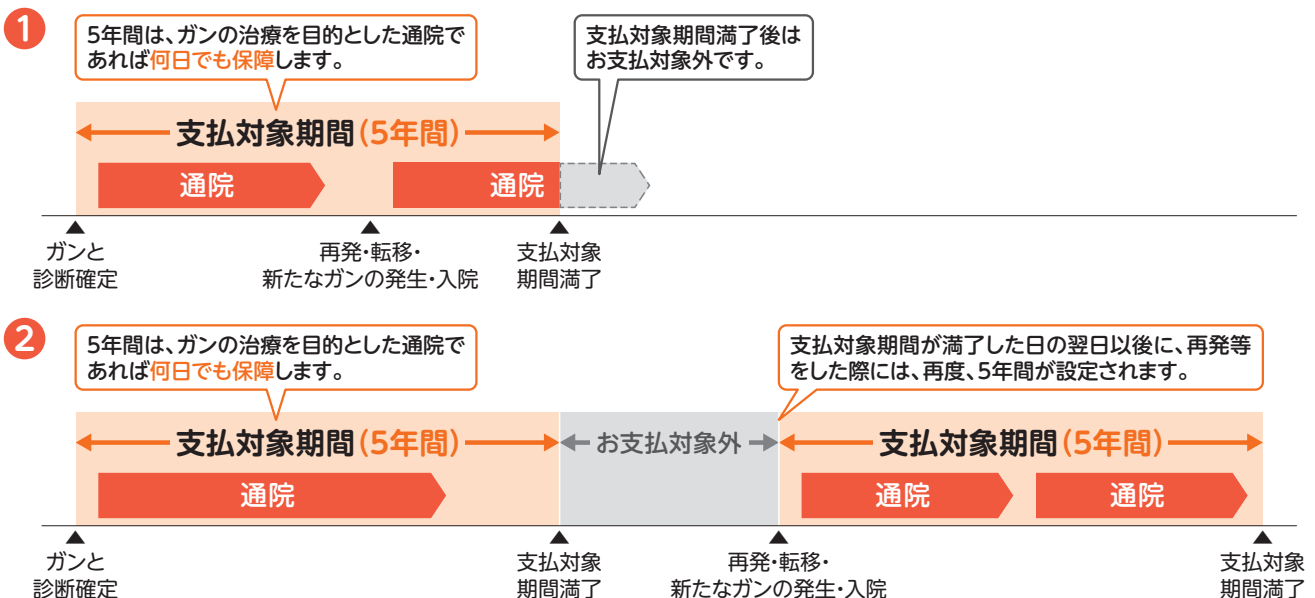 1
5年間は、ガンの治療を目的とした通院で
あれば何日でも保障します。
支払対象期間満了後は
お支払対象外です。
支払対象期間(5年間)
通院
通院
ガンと
診断確定
再発・転移・
新たなガンの発生・入院
支払対象
期間満了
2
5年間は、ガンの治療を目的とした通院で
あれば何日でも保障します。
支払対象期間が満了した日の翌日以後に、再発等
をした際には、再度、5年間が設定されます。
支払対象期間(5年間)
お支払対象外
支払対象期間(5年間)
通院
通院
通院
ガンと
診断確定
支払対象
期間満了
再発・転移・
新たなガンの発生・入院
支払対象
期間満了